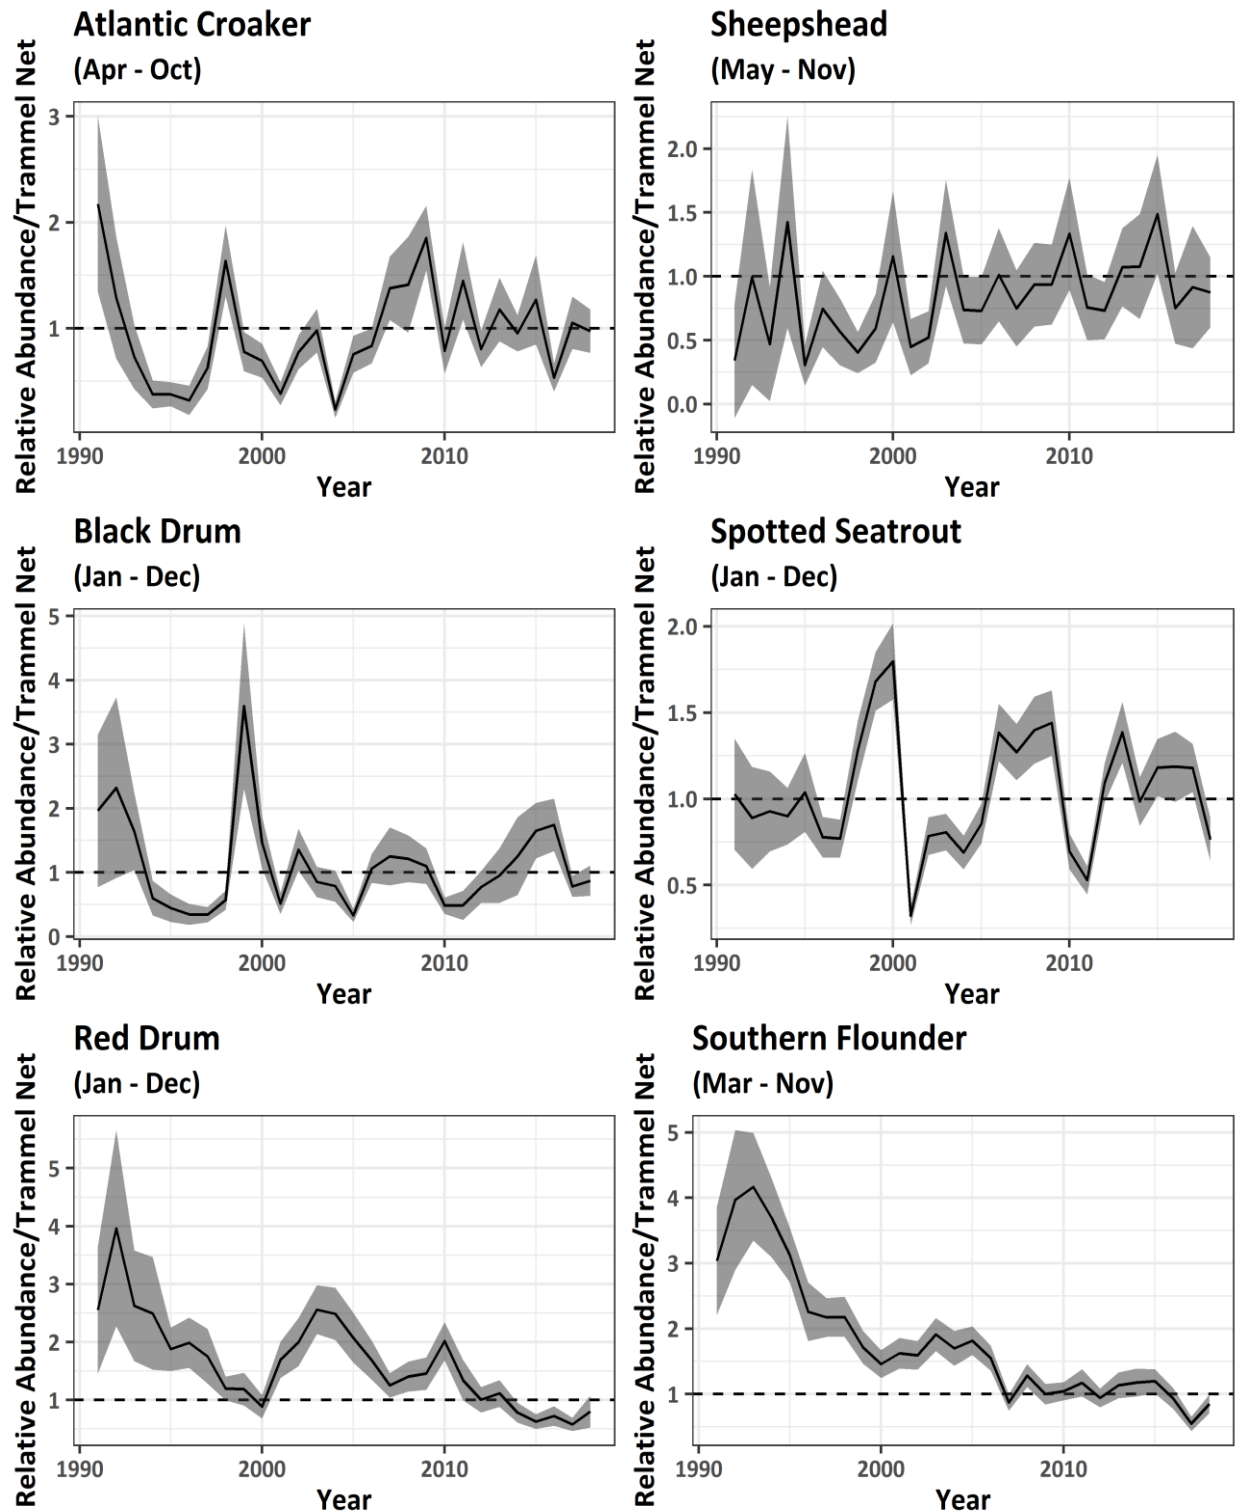 Atlantic Croaker
(Apr - Oct)
Relative Abundance/Trammel Net
3
2
1
1990
2000
2010
Year
Sheepshead
(May - Nov)
Relative Abundance/Trammel Net
2.0
1.5
1.0
0.5
0.0
1990
2000
2010
Year
Black Drum
(Jan - Dec)
Relative Abundance/Trammel Net
5
4
3
2
1
0
1990
2000
2010
Year
Spotted Seatrout
(Jan - Dec)
Relative Abundance/Trammel Net
2.0
1.5
1.0
0.5
1990
2000
2010
Year
Red Drum
(Jan - Dec)
Relative Abundance/Trammel Net
5
4
3
2
1
1990
2000
2010
Year
Southern Flounder
(Mar - Nov)
Relative Abundance/Trammel Net
5
4
3
2
1
1990
2000
2010
Year